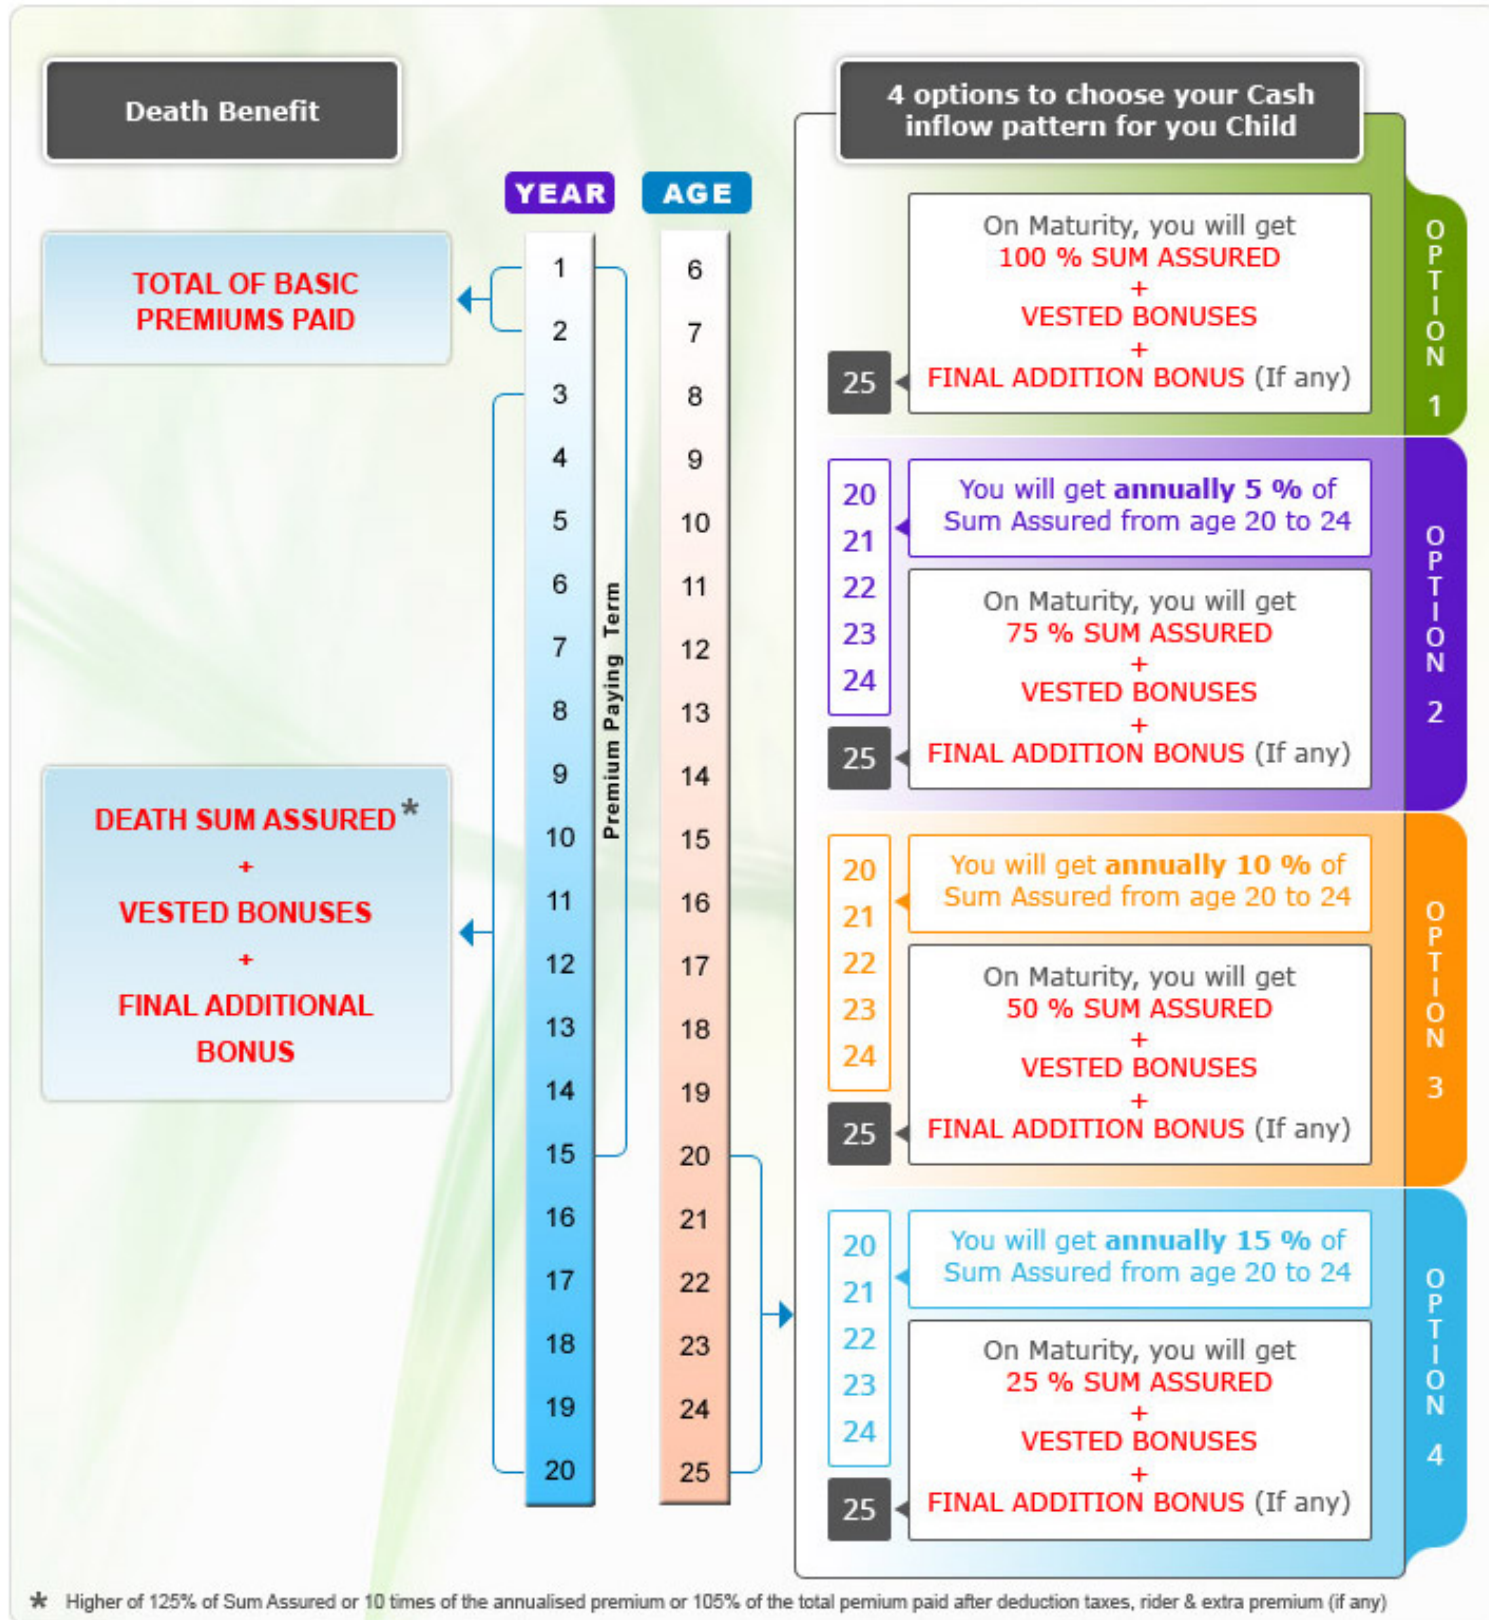 Death Benefit
4 options to choose your Cash
inflow pattern for you Child
YEAR
AGE
TOTAL OF BASIC
PREMIUMS PAID
DEATH SUM ASSURED*
+
VESTED BONUSES
+
FINAL ADDITIONAL
BONUS
1 6
2 7
3 8
4 9
5 10
6 11
7 12
8 13
9 14
10 15
11 16
12 17
13 18
14 19
15 20
16 21
17 22
18 23
19 24
20 25
Premium Paying Term
On Maturity, you will get
100 % SUM ASSURED
+
VESTED BONUSES
+
FINAL ADDITION BONUS (If any)
25
OPTION 1
20
21
22
23
24
You will get annually 5 % of
Sum Assured from age 20 to 24
On Maturity, you will get
75 % SUM ASSURED
+
VESTED BONUSES
+
FINAL ADDITION BONUS (If any)
25
OPTION 2
20
21
22
23
24
You will get annually 10 % of
Sum Assured from age 20 to 24
On Maturity, you will get
50 % SUM ASSURED
+
VESTED BONUSES
+
FINAL ADDITION BONUS (If any)
25
OPTION 3
20
21
22
23
24
You will get annually 15 % of
Sum Assured from age 20 to 24
On Maturity, you will get
25 % SUM ASSURED
+
VESTED BONUSES
+
FINAL ADDITION BONUS (If any)
25
OPTION 4
* Higher of 125% of Sum Assured or 10 times of the annualised premium or 105% of the total pemium paid after deduction taxes, rider & extra premium (if any)